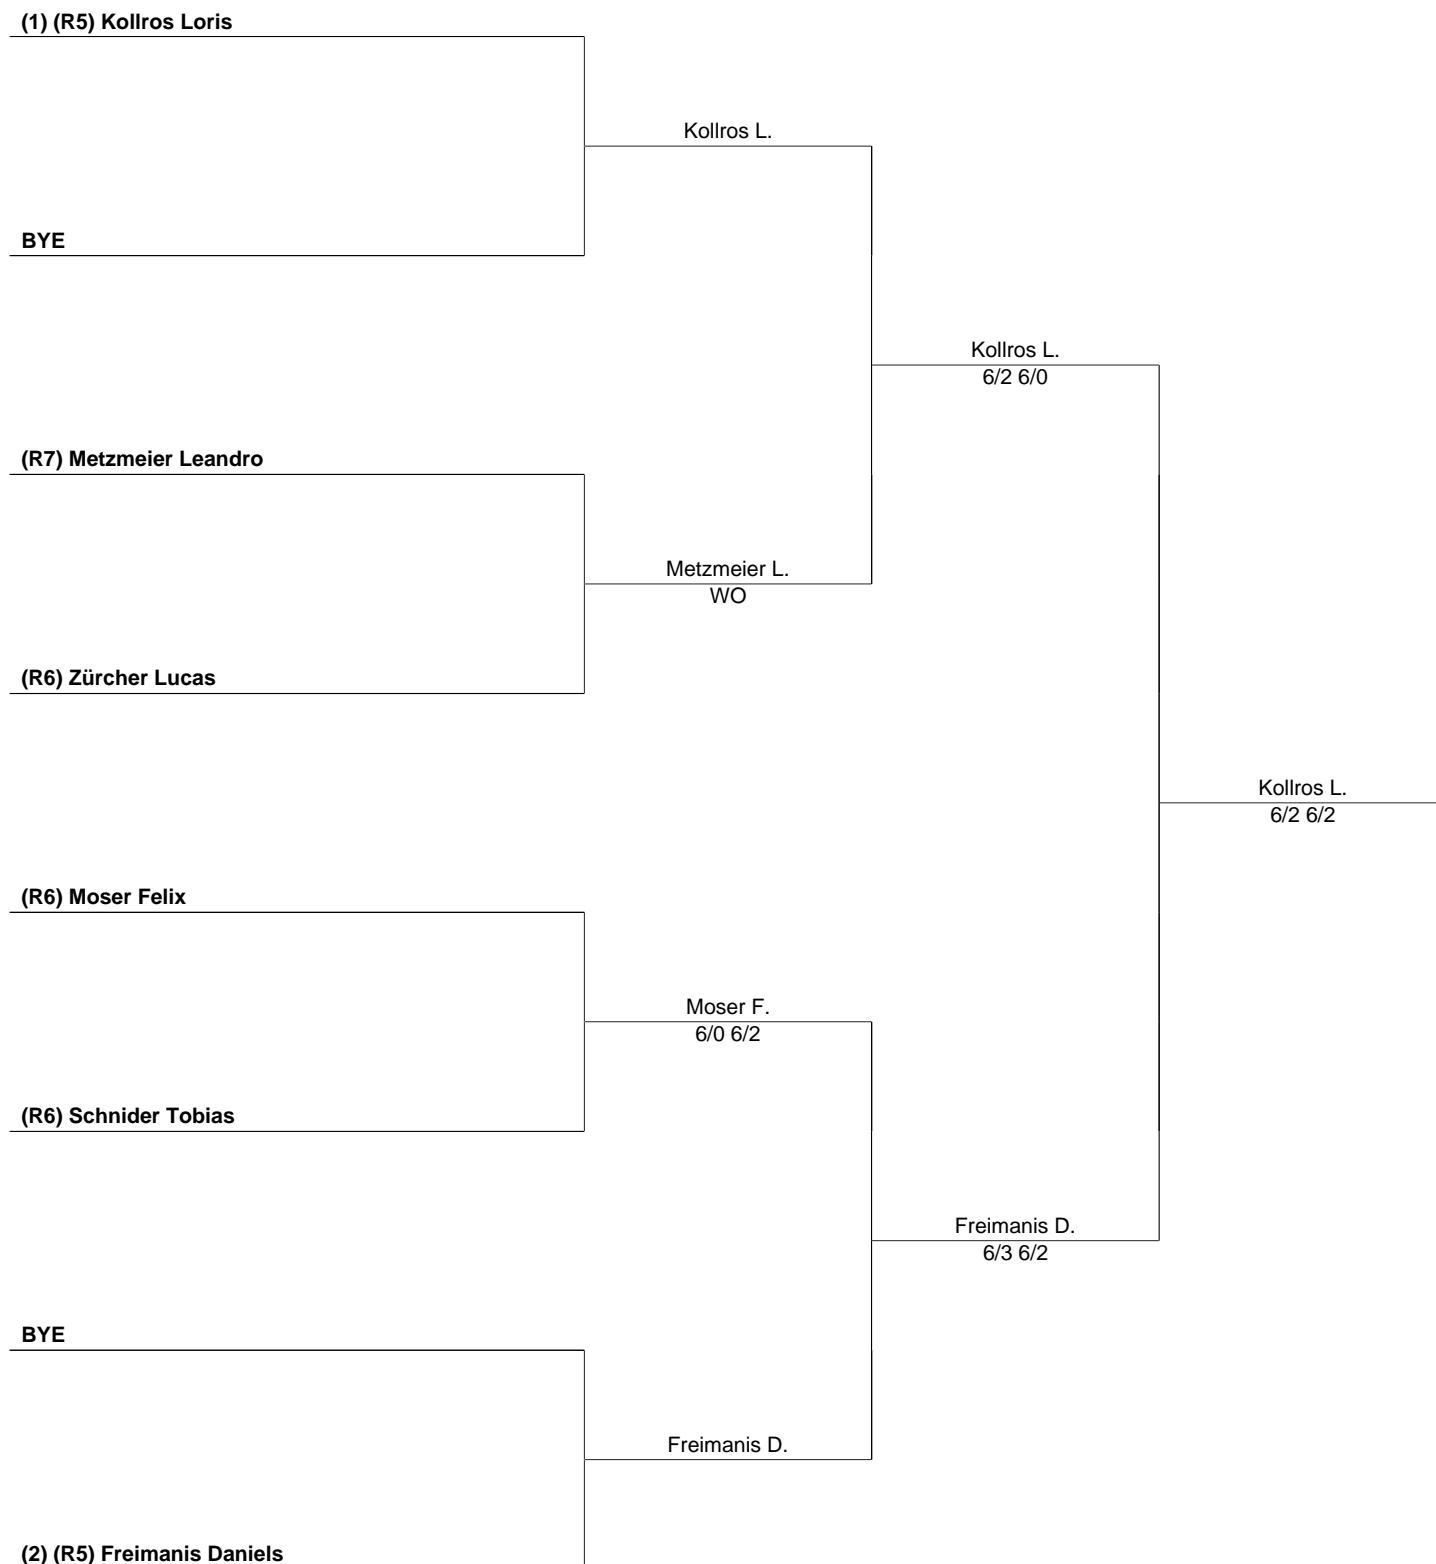 (1) (R5) Kollros Loris
Kollros L.
BYE
Kollros L.
6/2 6/0
(R7) Metzmeier Leandro
Metzmeier L.
WO
(R6) Zürcher Lucas
Kollros L.
6/2 6/2
(R6) Moser Felix
Moser F.
6/0 6/2
(R6) Schnider Tobias
Freimanis D.
6/3 6/2
BYE
Freimanis D.
(2) (R5) Freimanis Daniels